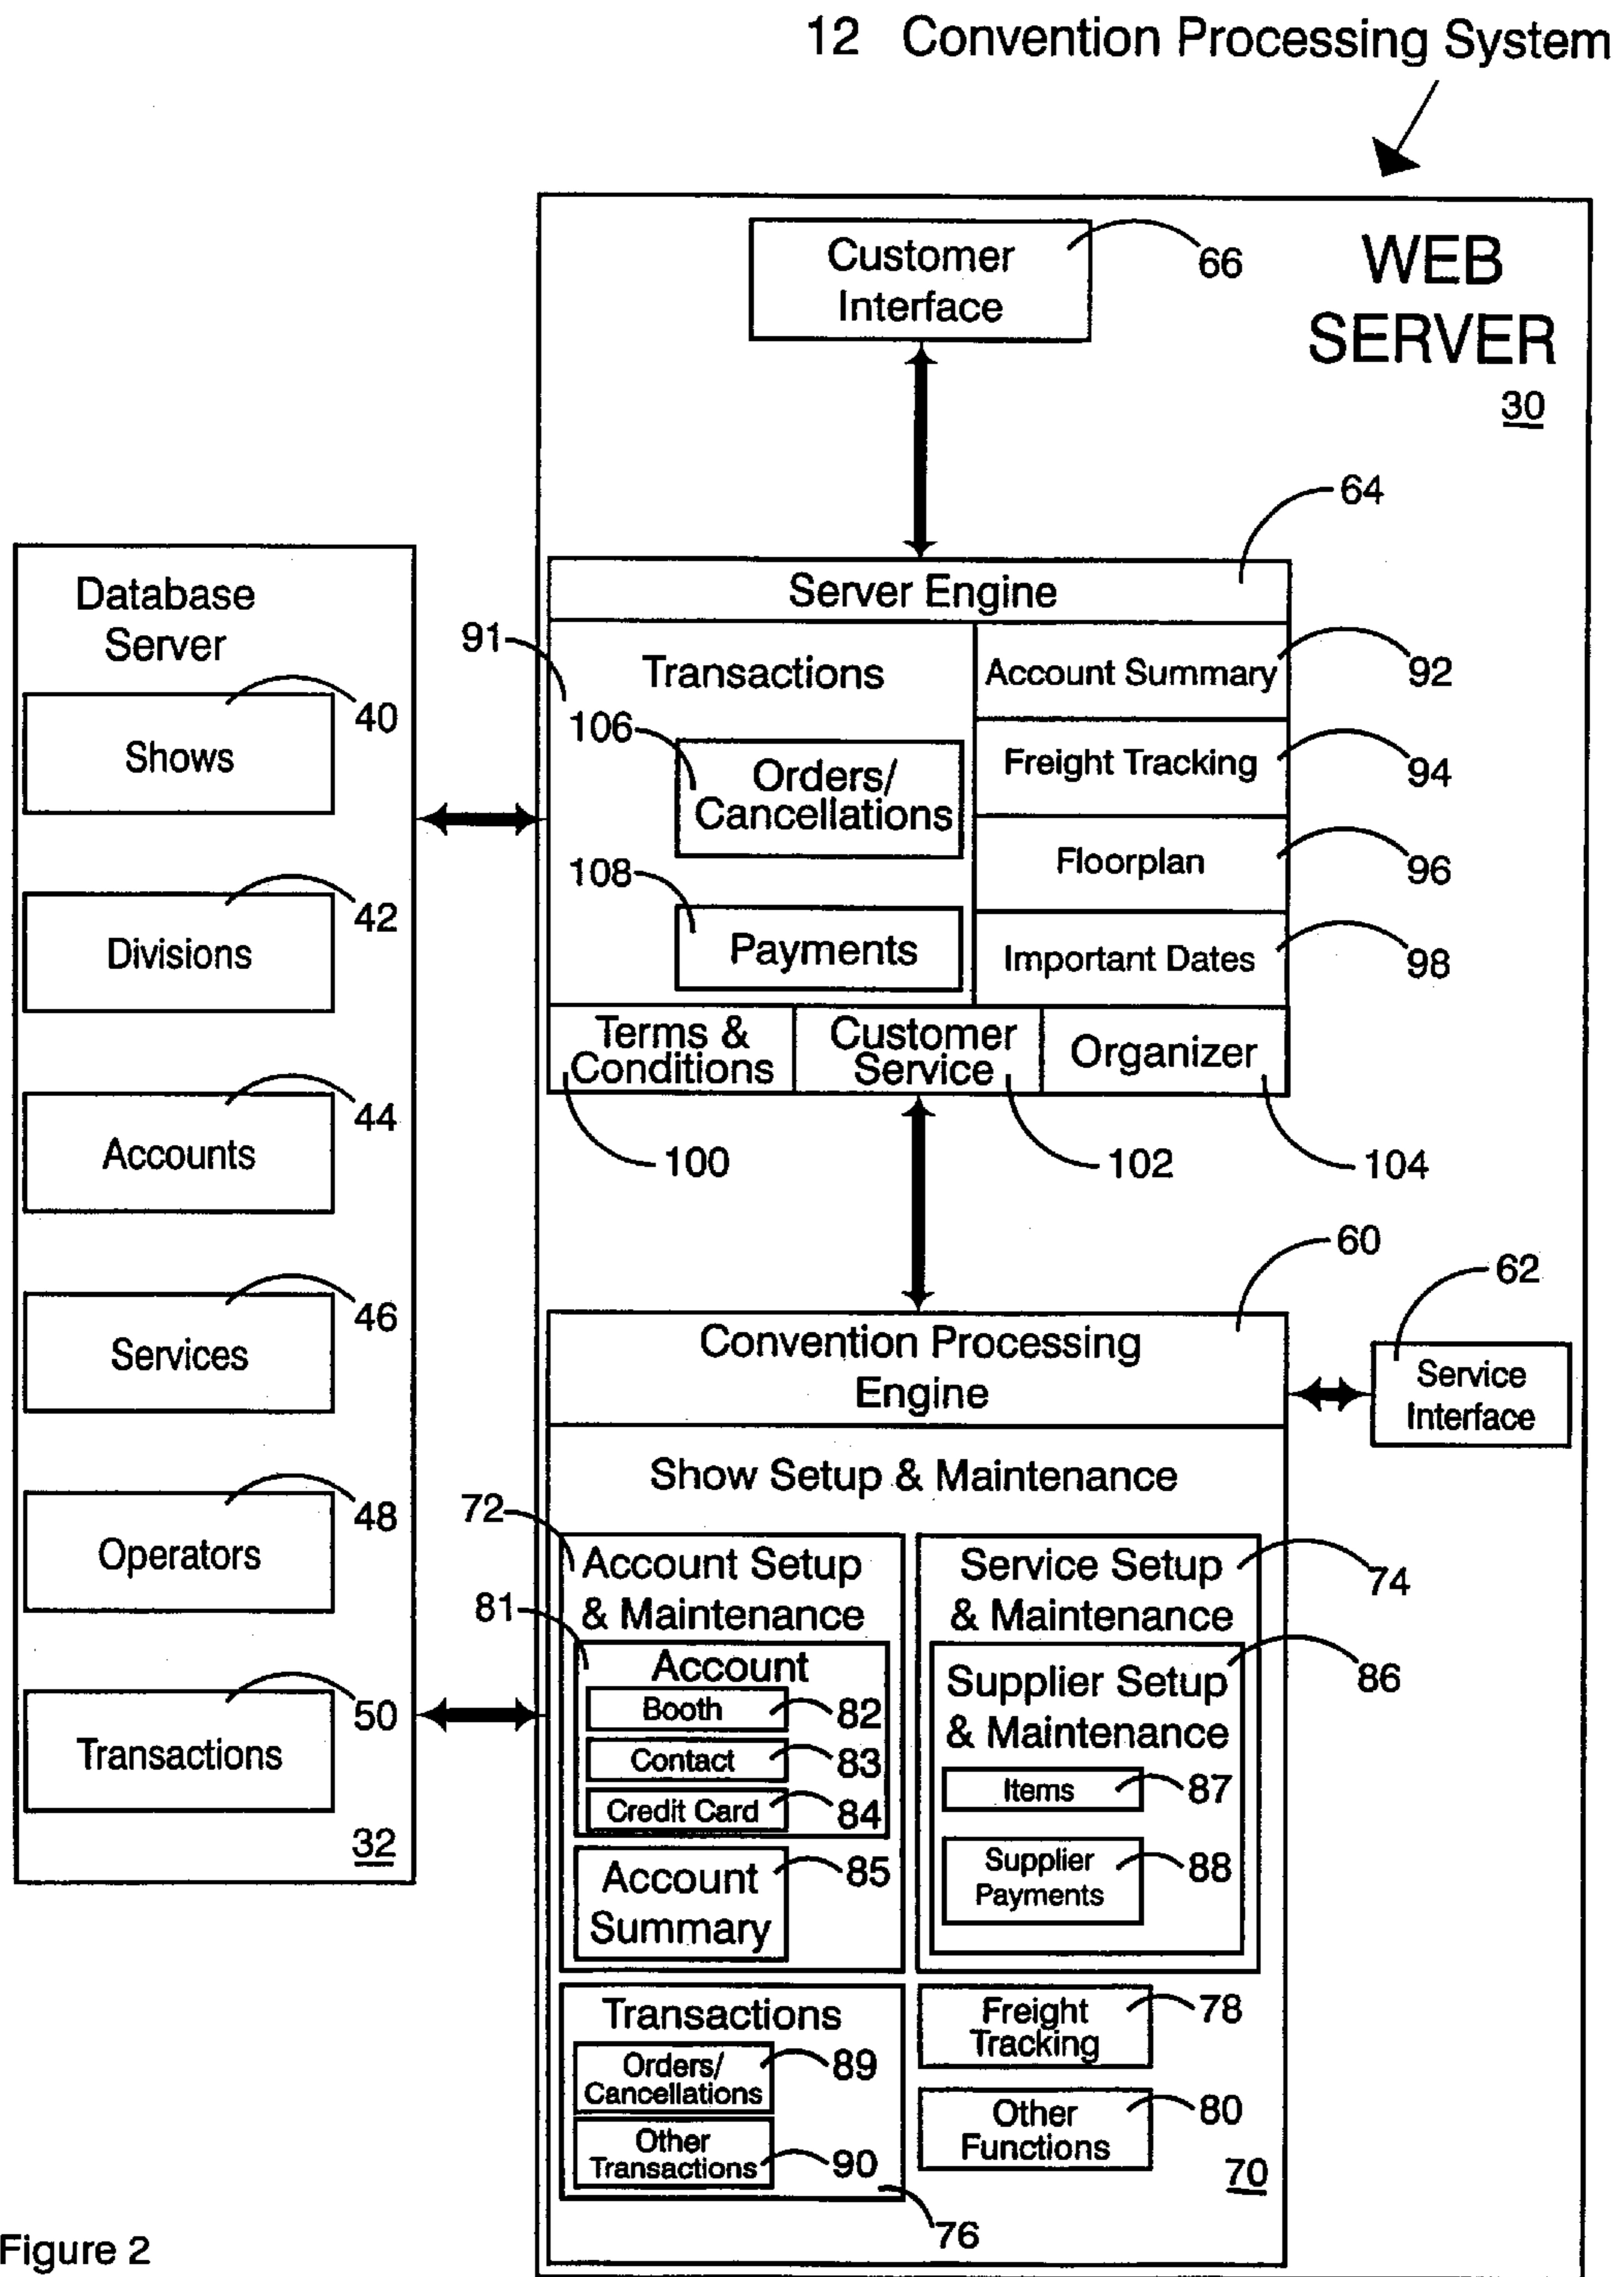 12 Convention Processing System
Customer
Interface
66
WEB
SERVER
30
64
Server Engine
91
Transactions
Account Summary
92
106
Orders/
Cancellations
Freight Tracking
94
Floorplan
96
108
Payments
Important Dates
98
Terms &
Conditions
Customer
Service
Organizer
100
102
104
Database
Server
40
Shows
42
Divisions
44
Accounts
46
Services
48
Operators
50
Transactions
32
60
Convention Processing
Engine
62
Service
Interface
Show Setup & Maintenance
72
Account Setup
& Maintenance
81
Account
Booth
82
Contact
83
Credit Card
84
Account
Summary
85
Service Setup
& Maintenance
74
Supplier Setup
& Maintenance
86
Items
87
Supplier
Payments
88
Transactions
Orders/
Cancellations
89
Other
Transactions
90
76
Freight
Tracking
78
Other
Functions
80
70
Figure 2